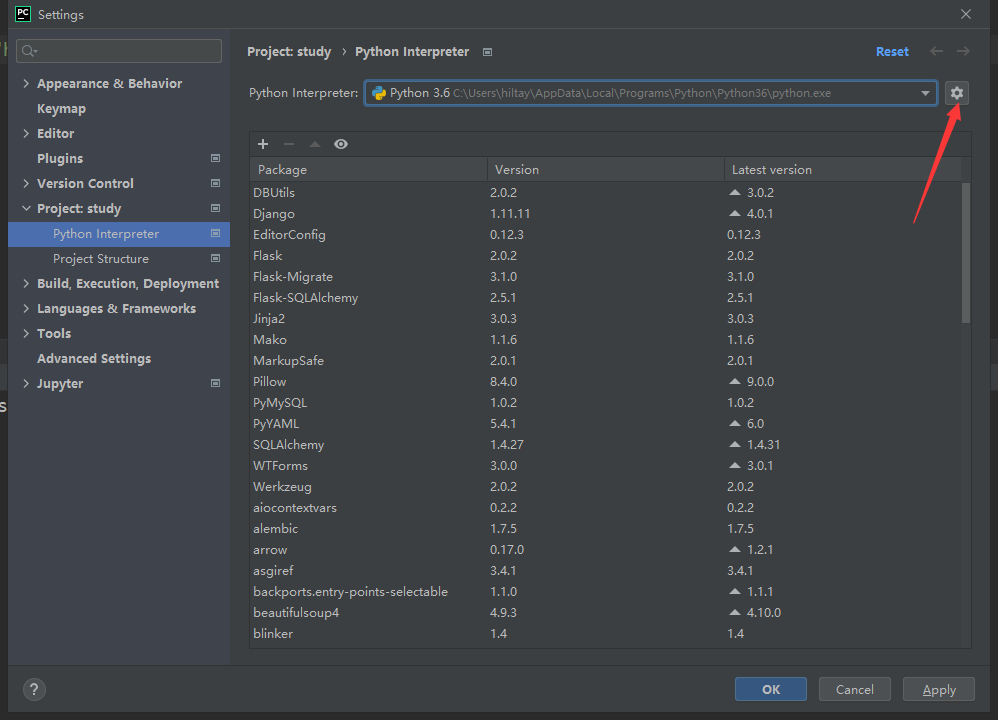 PC Settings
Project: study › Python Interpreter Reset
Python Interpreter: Python 3.6 C:\Users\hiltay\AppData\Local\Programs\Python\Python36\python.exe
Appearance & Behavior
Keymap
Editor
Plugins
Version Control
Project: study
Python Interpreter
Project Structure
Build, Execution, Deployment
Languages & Frameworks
Tools
Advanced Settings
Jupyter
Package Version Latest version
DBUtils 2.0.2 3.0.2
Django 1.11.11 4.0.1
EditorConfig 0.12.3 0.12.3
Flask 2.0.2 2.0.2
Flask-Migrate 3.1.0 3.1.0
Flask-SQLAlchemy 2.5.1 2.5.1
Jinja2 3.0.3 3.0.3
Mako 1.1.6 1.1.6
MarkupSafe 2.0.1 2.0.1
Pillow 8.4.0 9.0.0
PyMySQL 1.0.2 1.0.2
PyYAML 5.4.1 6.0
SQLAlchemy 1.4.27 1.4.31
WTForms 3.0.0 3.0.1
Werkzeug 2.0.2 2.0.2
aiocontextvars 0.2.2 0.2.2
alembic 1.7.5 1.7.5
arrow 0.17.0 1.2.1
asgiref 3.4.1 3.4.1
backports.entry-points-selectable 1.1.0 1.1.1
beautifulsoup4 4.9.3 4.10.0
blinker 1.4 1.4
? OK Cancel Apply